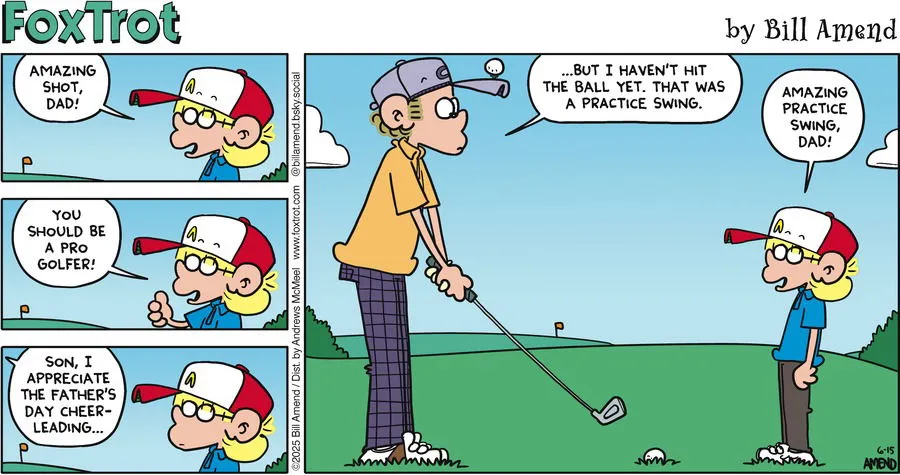 FoxTrot
by Bill Amend
AMAZING
SHOT,
DAD!
YOU
SHOULD BE
A PRO
GOLFER!
SON, I
APPRECIATE
THE FATHER'S
DAY CHEER-
LEADING...
©2025 Bill Amend / Dist. by Andrews McMeel www.foxtrot.com @billamend.bsky.social
...BUT I HAVEN'T HIT
THE BALL YET. THAT WAS
A PRACTICE SWING.
AMAZING
PRACTICE
SWING,
DAD!
6-15
AMEND